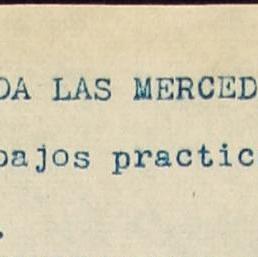 DA LAS MERCED
bajos practic
.